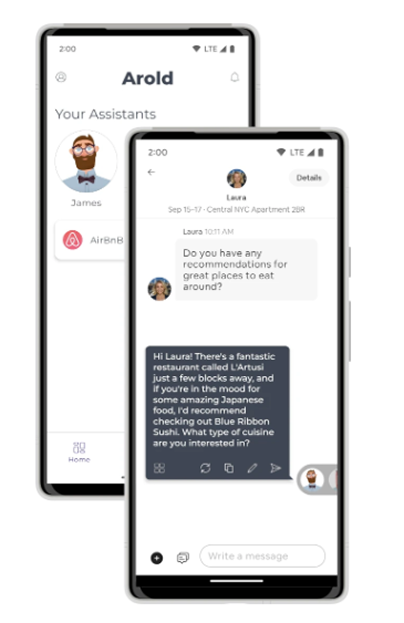 2:00
LTE
Arold
Your Assistants
James
AirBnB
Home
2:00
LTE
Laura
Details
Sep 15-17 · Central NYC Apartment 2BR
Laura 10:11 AM
Do you have any
recommendations for
great places to eat
around?
Hi Laura! There's a fantastic
restaurant called L'Artusi
just a few blocks away, and
if you're in the mood for
some amazing Japanese
food, I'd recommend
checking out Blue Ribbon
Sushi. What type of cuisine
are you interested in?
Write a message